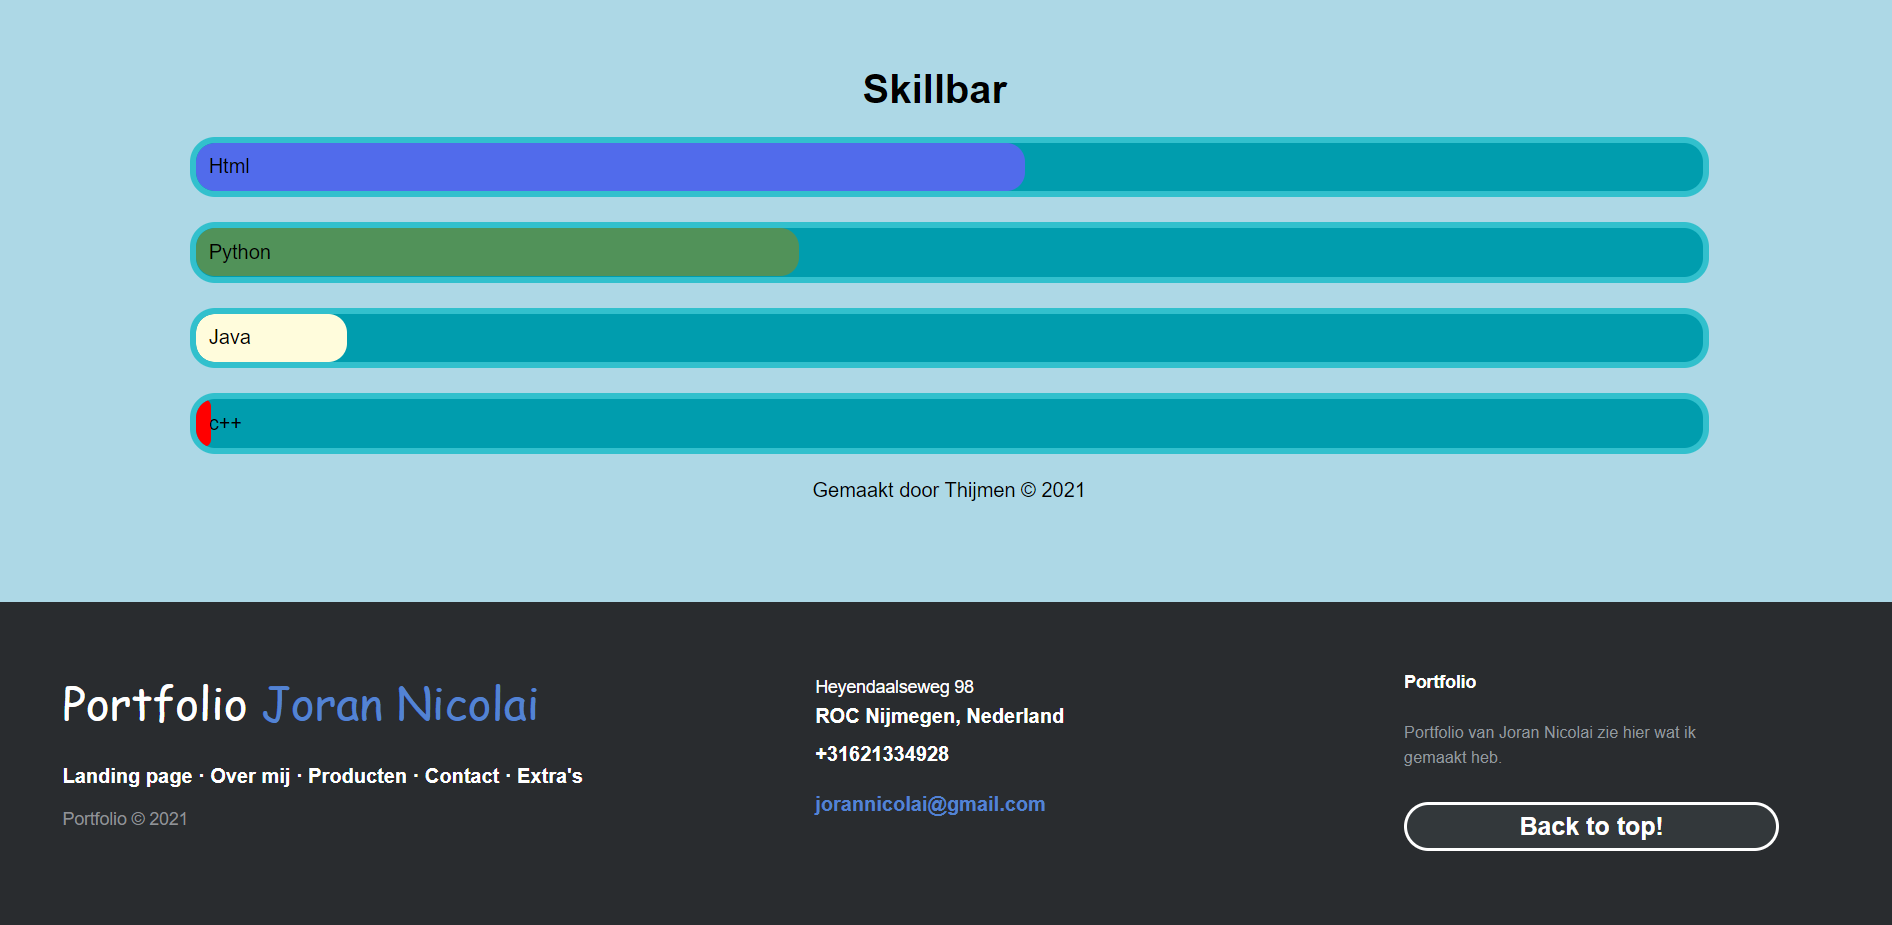 Skillbar
Html
Python
Java
c++
Gemaakt door Thijmen © 2021
Portfolio Joran Nicolai
Landing page · Over mij · Producten · Contact · Extra's
Portfolio © 2021
Heyendaalseweg 98
ROC Nijmegen, Nederland
+31621334928
jorannicolai@gmail.com
Portfolio
Portfolio van Joran Nicolai zie hier wat ik
gemaakt heb.
Back to top!